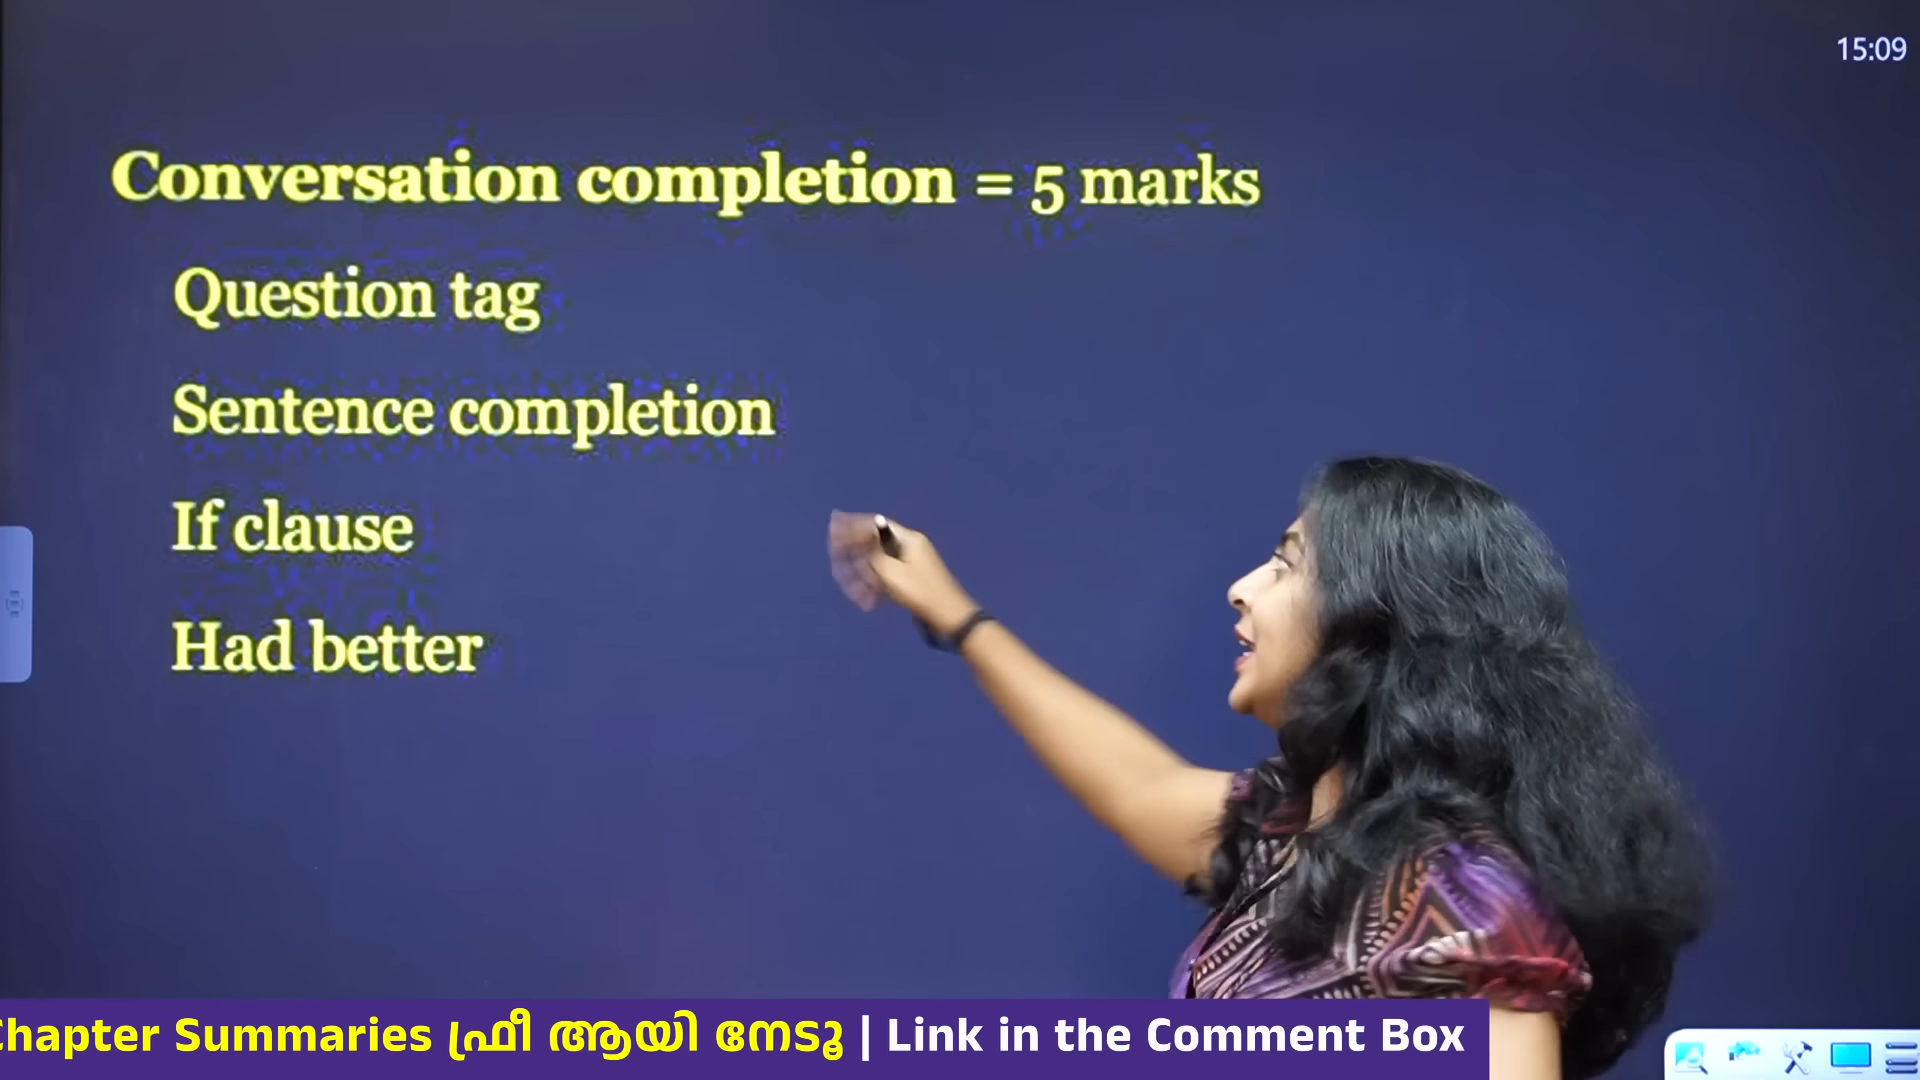 15:09
Conversation completion = 5 marks
Question tag
Sentence completion
If clause
Had better
Chapter Summaries ഫ്രീ ആയി നേടൂ | Link in the Comment Box